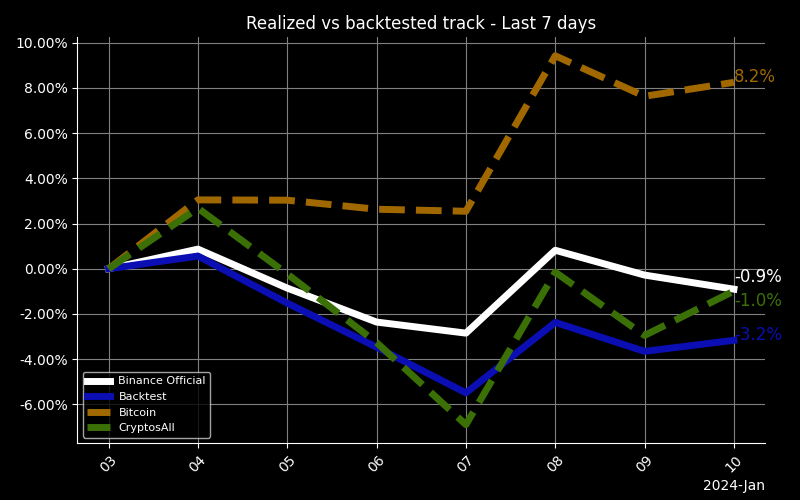 Realized vs backtested track - Last 7 days
10.00%
8.00%
6.00%
4.00%
2.00%
0.00%
-2.00%
-4.00%
-6.00%
8.2%
-0.9%
-1.0%
-3.2%
Binance Official
Backtest
Bitcoin
CryptosAll
03 04 05 06 07 08 09 10
2024-Jan